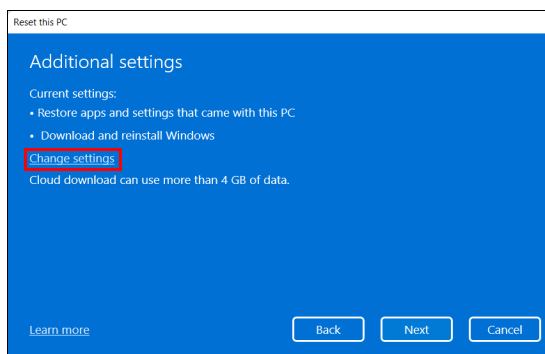 Reset this PC
Additional settings
Current settings:
• Restore apps and settings that came with this PC
• Download and reinstall Windows
Change settings
Cloud download can use more than 4 GB of data.
Learn more
Back
Next
Cancel